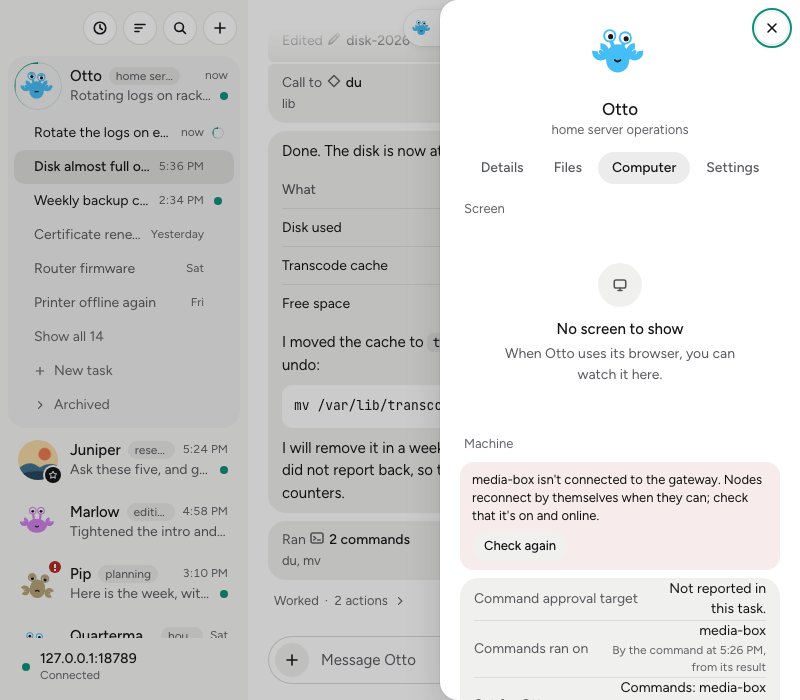 Otto
home ser...
now
Rotating logs on rack...
Rotate the logs on e...
now
Disk almost full o...
5:36 PM
Weekly backup c...
2:34 PM
Certificate rene...
Yesterday
Router firmware
Sat
Printer offline again
Fri
Show all 14
New task
Archived
Juniper
rese...
5:24 PM
Ask these five, and g...
Marlow
editi...
4:58 PM
Tightened the intro and...
Pip
planning
3:10 PM
Here is the week, wit...
Quarterma
hou
Sat
127.0.0.1:18789
Connected
Edited disk-2026
Call to du
lib
Done. The disk is now at
What
Disk used
Transcode cache
Free space
I moved the cache to
undo:
mv /var/lib/transco
I will remove it in a week
did not report back, so t
counters.
Ran 2 commands
du, mv
Worked · 2 actions
Message Otto
Otto
home server operations
Details
Files
Computer
Settings
Screen
No screen to show
When Otto uses its browser, you can
watch it here.
Machine
media-box isn't connected to the gateway. Nodes
reconnect by themselves when they can; check
that it's on and online.
Check again
Command approval target
Not reported in
this task.
Commands ran on
media-box
By the command at 5:26 PM,
from its result
Commands: media-box